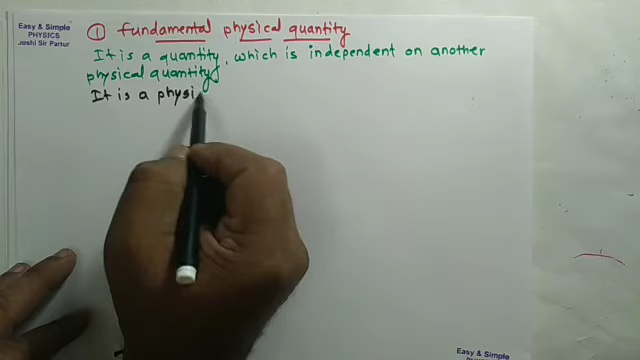 Easy & Simple
PHYSICS
Joshi Sir Partur
① fundamental physical quantity
It is a quantity, which is independent on another
physical quantity
It is a physi
Easy & Simple